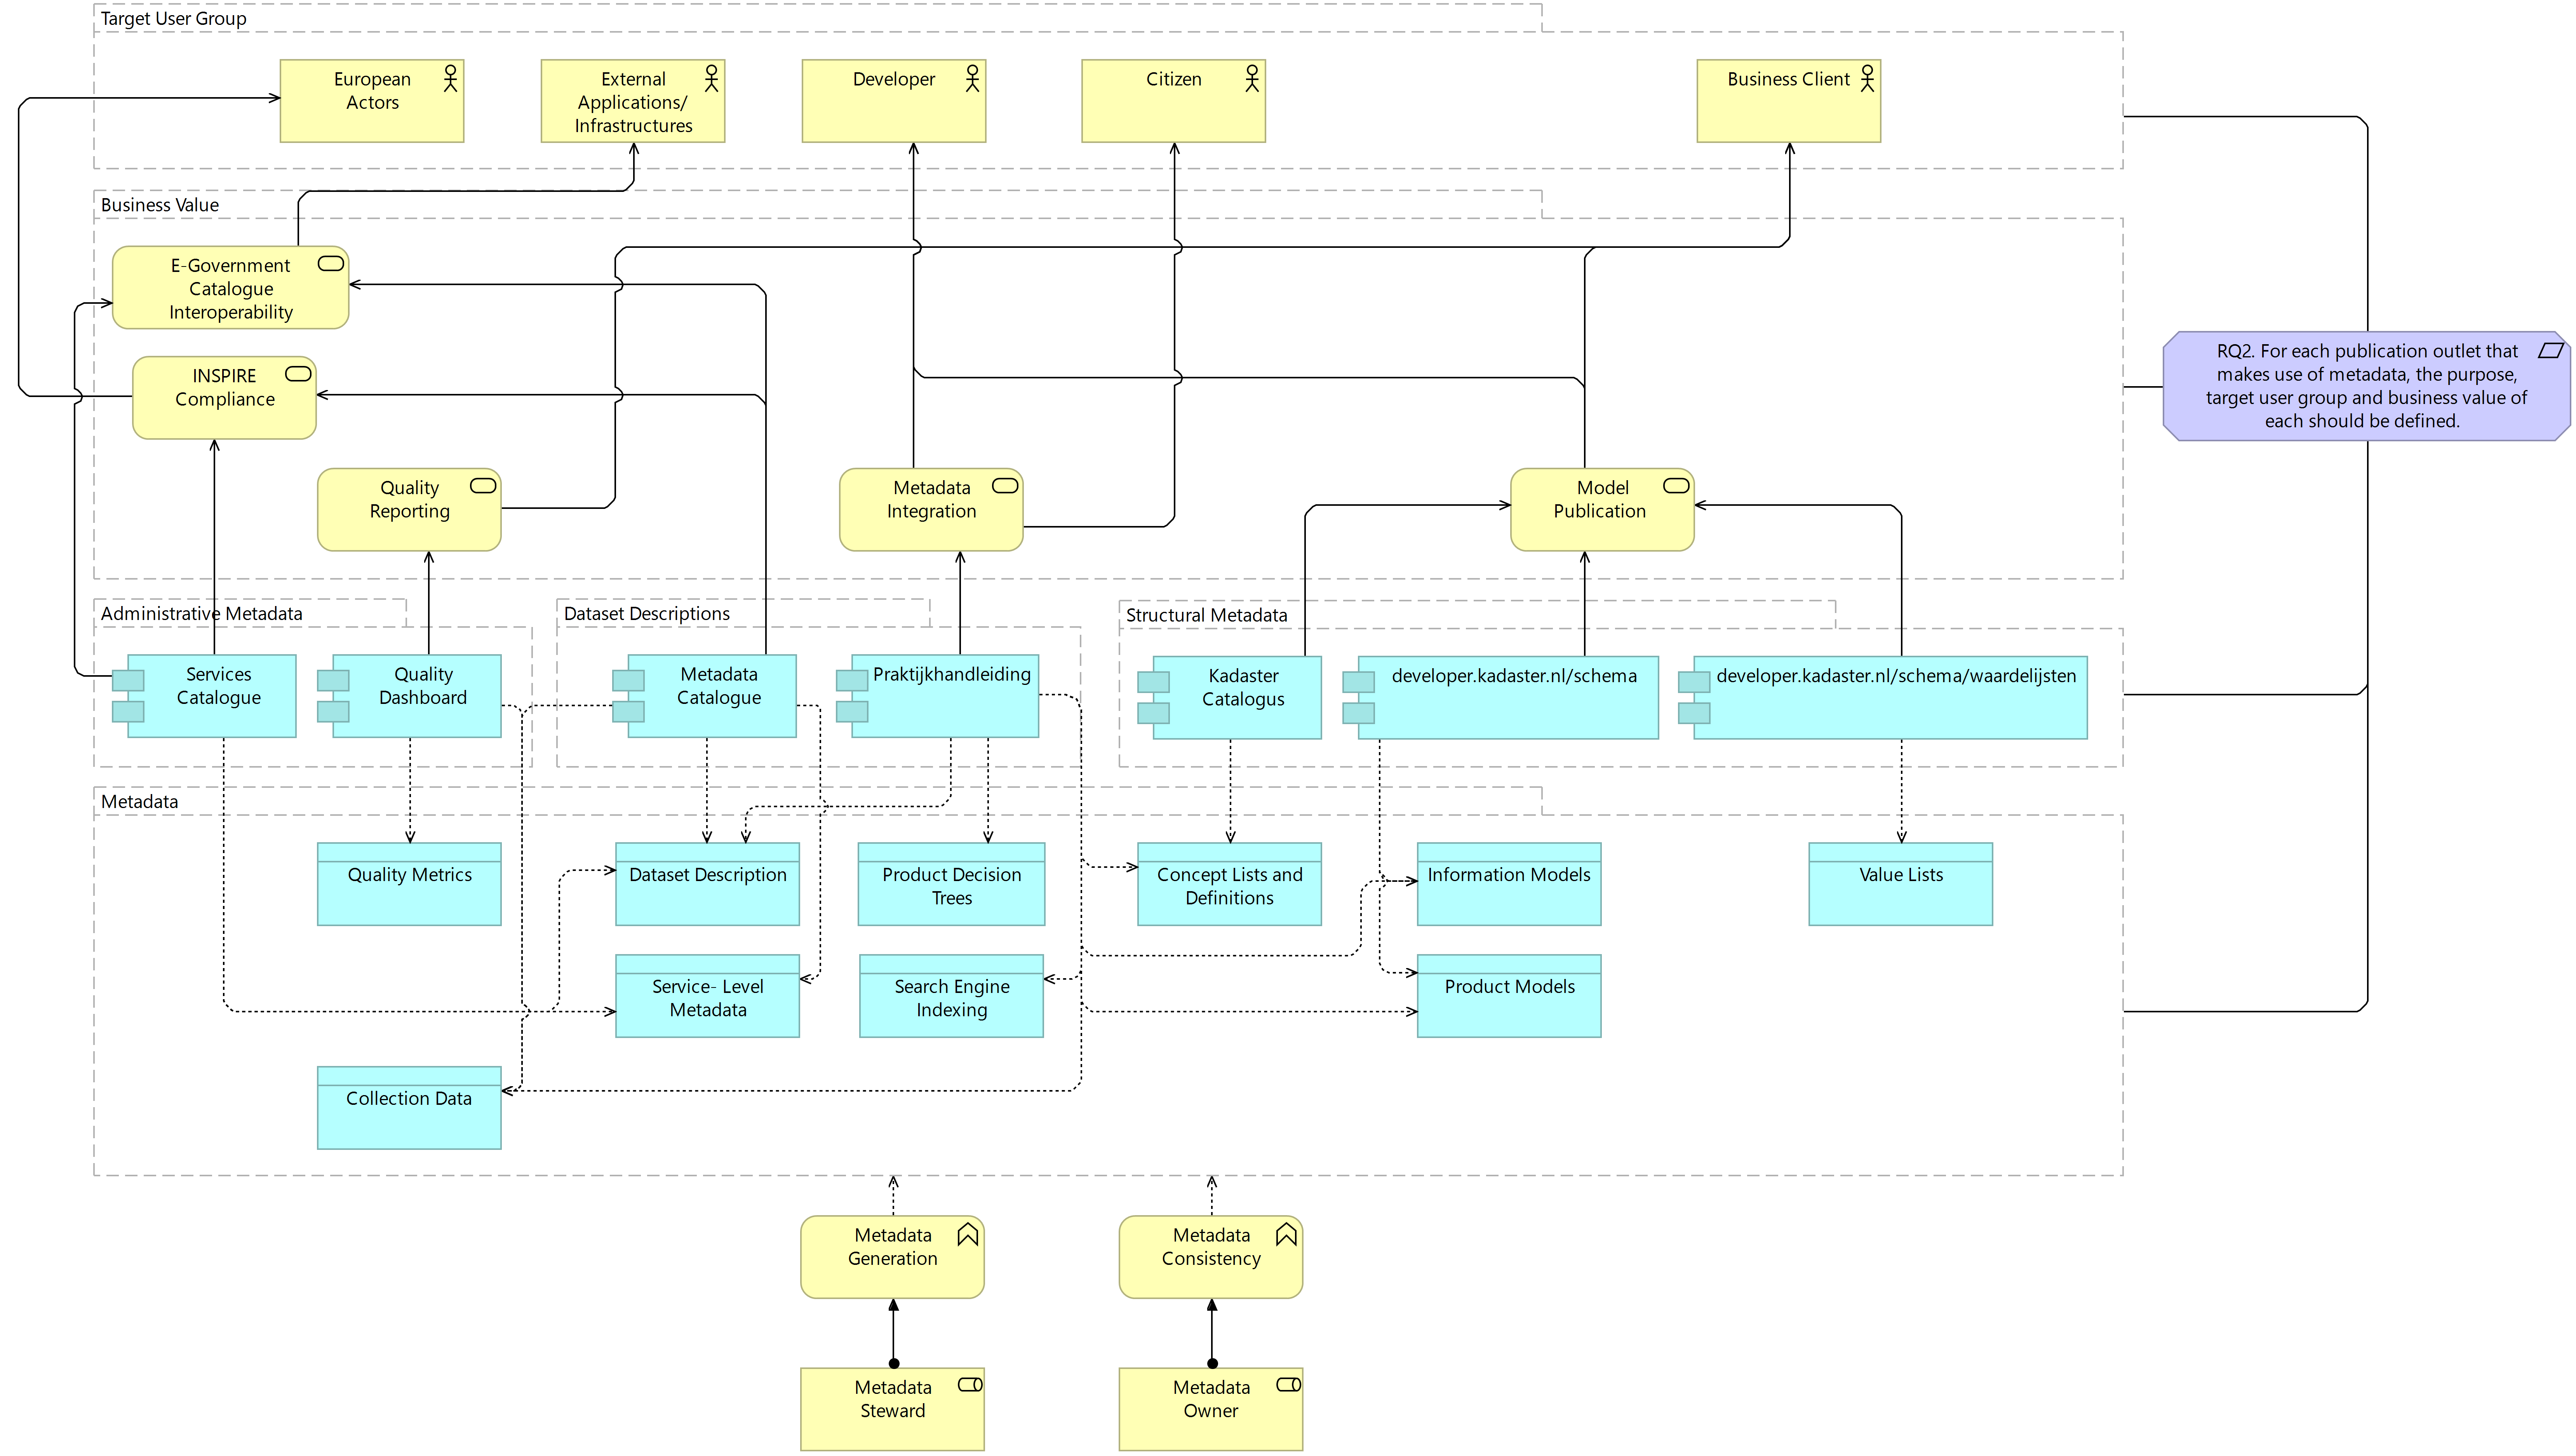 Target User Group
European
Actors
External
Applications/
Infrastructures
Developer
Citizen
Business Client
Business Value
E-Government
Catalogue
Interoperability
INSPIRE
Compliance
RQ2. For each publication outlet that
makes use of metadata, the purpose,
target user group and business value of
each should be defined.
Quality
Reporting
Metadata
Integration
Model
Publication
Administrative Metadata
Dataset Descriptions
Structural Metadata
Services
Catalogue
Quality
Dashboard
Metadata
Catalogue
Praktijkhandleiding
Kadaster
Catalogus
developer.kadaster.nl/schema
developer.kadaster.nl/schema/waardelijsten
Metadata
Quality Metrics
Dataset Description
Product Decision
Trees
Concept Lists and
Definitions
Information Models
Value Lists
Service- Level
Metadata
Search Engine
Indexing
Product Models
Collection Data
Metadata
Generation
Metadata
Consistency
Metadata
Steward
Metadata
Owner